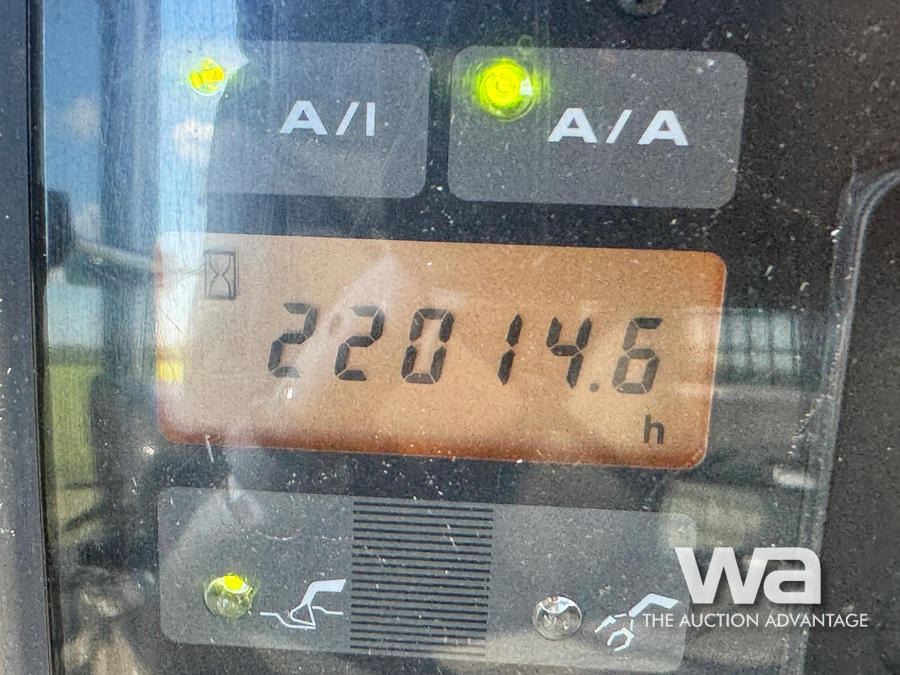 A/I
A/A
22014.6
h
wa
THE AUCTION ADVANTAGE